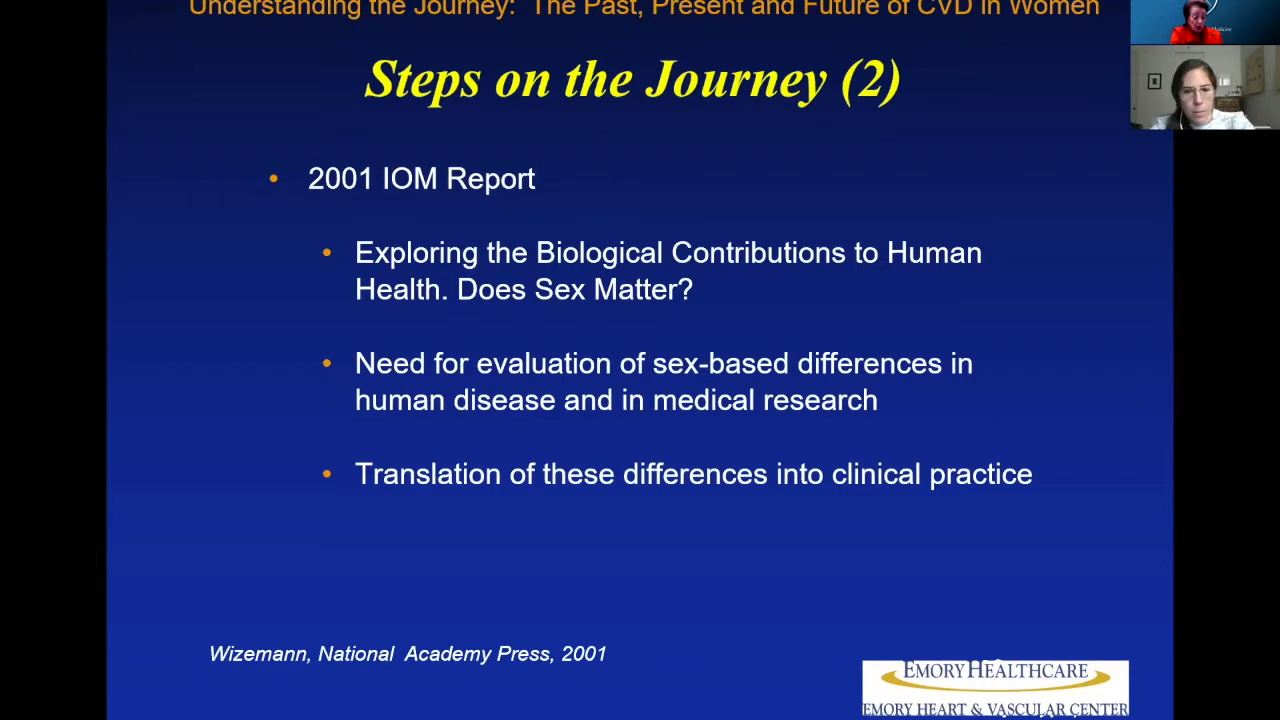 Understanding the Journey: The Past, Present and Future of CVD in Women
Steps on the Journey (2)
• 2001 IOM Report
• Exploring the Biological Contributions to Human
Health. Does Sex Matter?
• Need for evaluation of sex-based differences in
human disease and in medical research
• Translation of these differences into clinical practice
Wizemann, National Academy Press, 2001
EMORY HEALTHCARE
EMORY HEART & VASCULAR CENTER